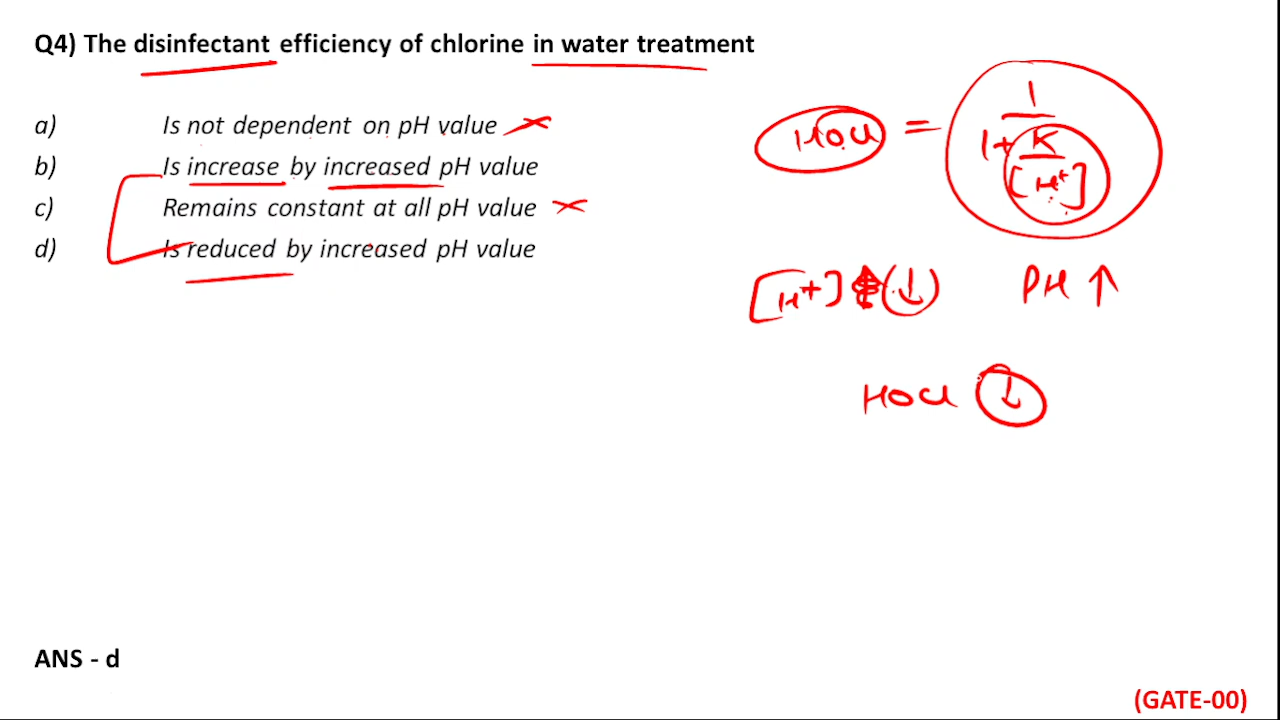 Q4) The disinfectant efficiency of chlorine in water treatment
a) Is not dependent on pH value
b) Is increase by increased pH value
c) Remains constant at all pH value
d) Is reduced by increased pH value
HOCl = 1
1+ K
[H+]
[H+] ↓ PH ↑
HOCl ↓
ANS - d
(GATE-00)